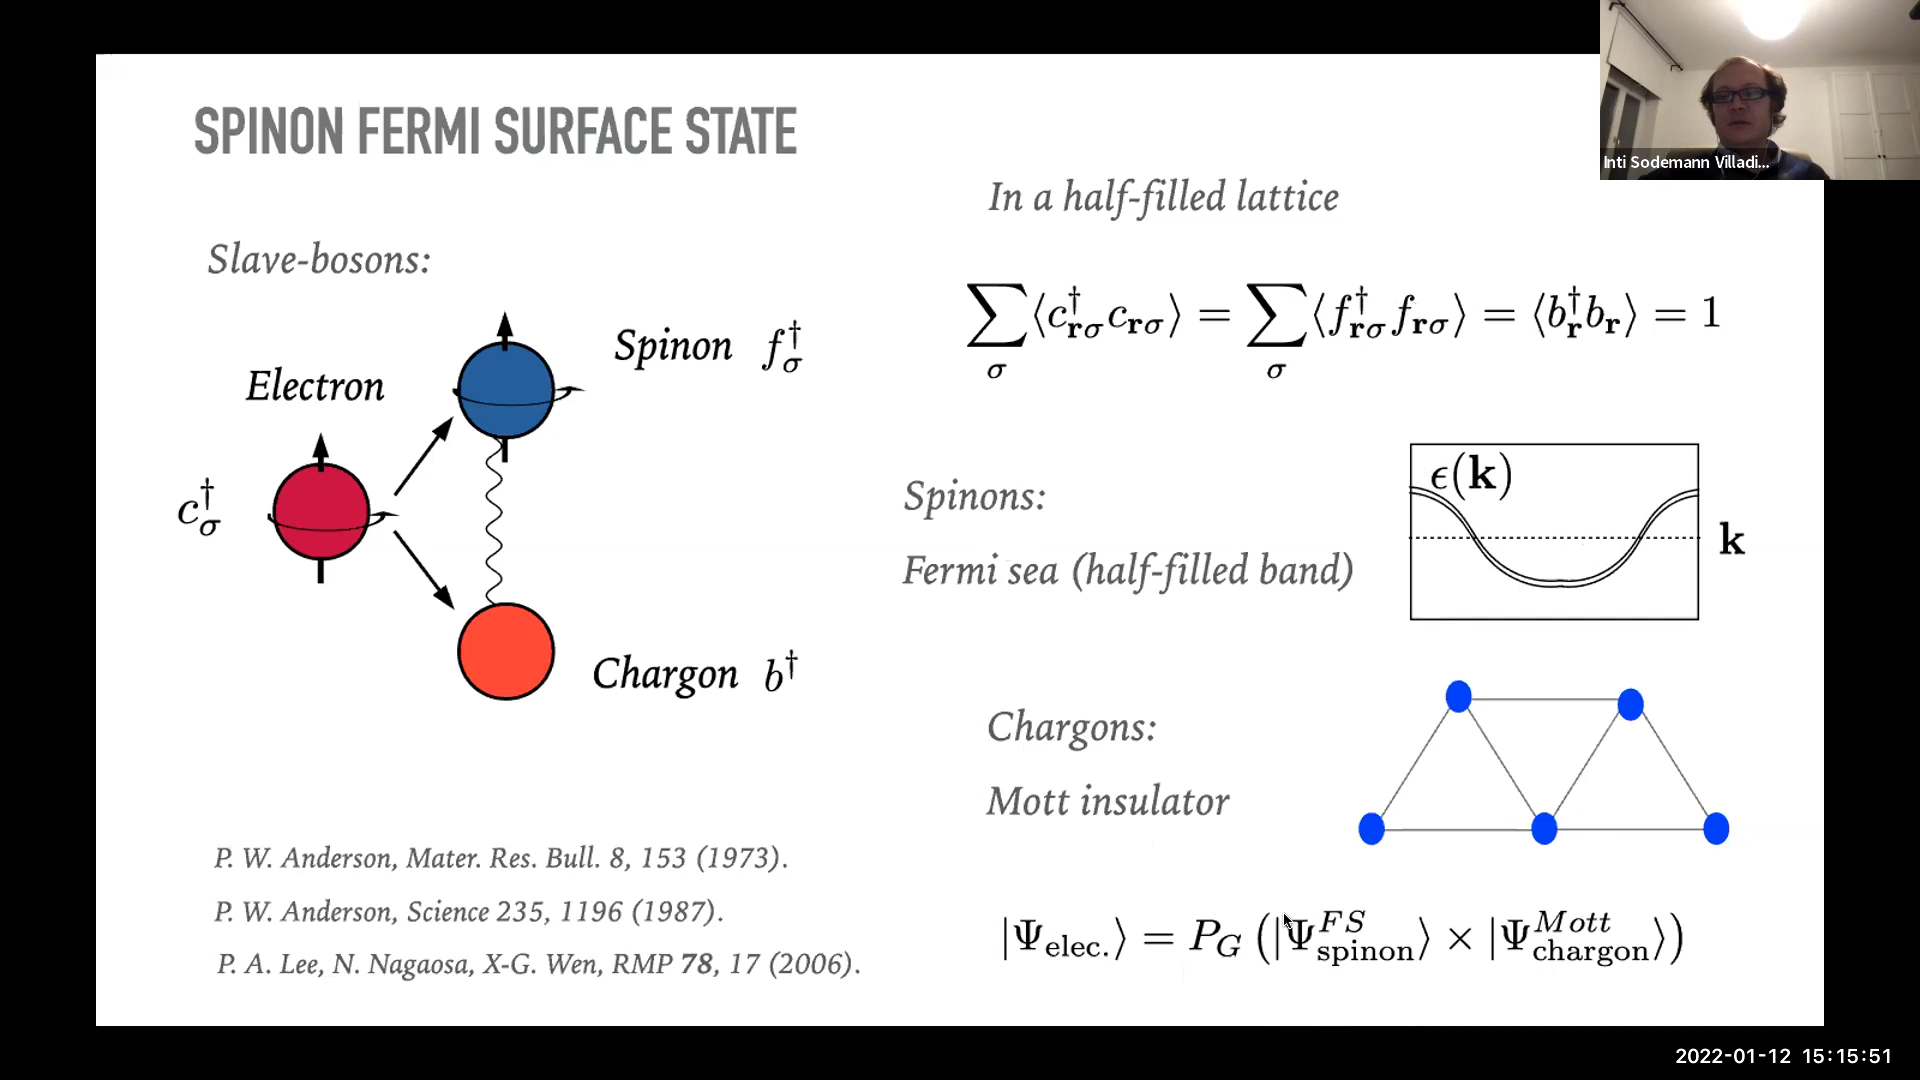 SPINON FERMI SURFACE STATE
Inti Sodemann Villadi...
Slave-bosons:
Electron
c†σ
Spinon f†σ
Chargon b†
P. W. Anderson, Mater. Res. Bull. 8, 153 (1973).
P. W. Anderson, Science 235, 1196 (1987).
P. A. Lee, N. Nagaosa, X-G. Wen, RMP 78, 17 (2006).
In a half-filled lattice
∑σ ⟨c†rσ crσ⟩ = ∑σ ⟨f†rσ frσ⟩ = ⟨b†r br⟩ = 1
Spinons:
Fermi sea (half-filled band)
ϵ(k)
k
Chargons:
Mott insulator
|Ψelec.⟩ = PG (|Ψ^FS_spinon⟩ × |Ψ^Mott_chargon⟩)
2022-01-12 15:15:51